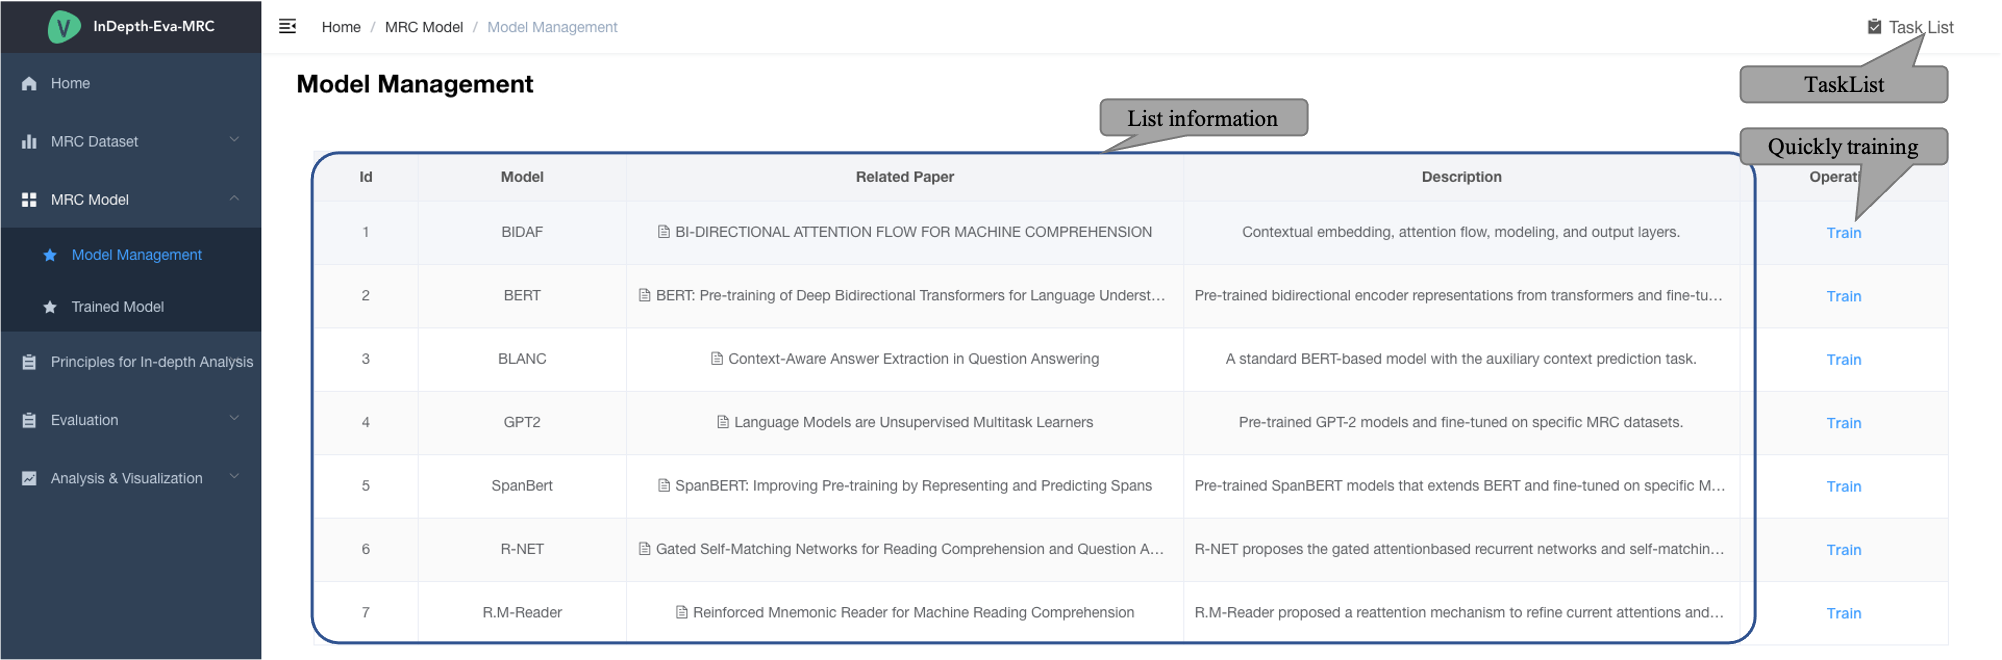 InDepth-Eva-MRC
Home / MRC Model / Model Management
Task List
Home
MRC Dataset
MRC Model
Model Management
Trained Model
Principles for In-depth Analysis
Evaluation
Analysis & Visualization
Model Management
TaskList
List information
Quickly training
Id Model Related Paper Description Operati
1 BIDAF BI-DIRECTIONAL ATTENTION FLOW FOR MACHINE COMPREHENSION Contextual embedding, attention flow, modeling, and output layers. Train
2 BERT BERT: Pre-training of Deep Bidirectional Transformers for Language Underst... Pre-trained bidirectional encoder representations from transformers and fine-tu... Train
3 BLANC Context-Aware Answer Extraction in Question Answering A standard BERT-based model with the auxiliary context prediction task. Train
4 GPT2 Language Models are Unsupervised Multitask Learners Pre-trained GPT-2 models and fine-tuned on specific MRC datasets. Train
5 SpanBert SpanBERT: Improving Pre-training by Representing and Predicting Spans Pre-trained SpanBERT models that extends BERT and fine-tuned on specific M... Train
6 R-NET Gated Self-Matching Networks for Reading Comprehension and Question A... R-NET proposes the gated attentionbased recurrent networks and self-matchin... Train
7 R.M-Reader Reinforced Mnemonic Reader for Machine Reading Comprehension R.M-Reader proposed a reattention mechanism to refine current attentions and... Train